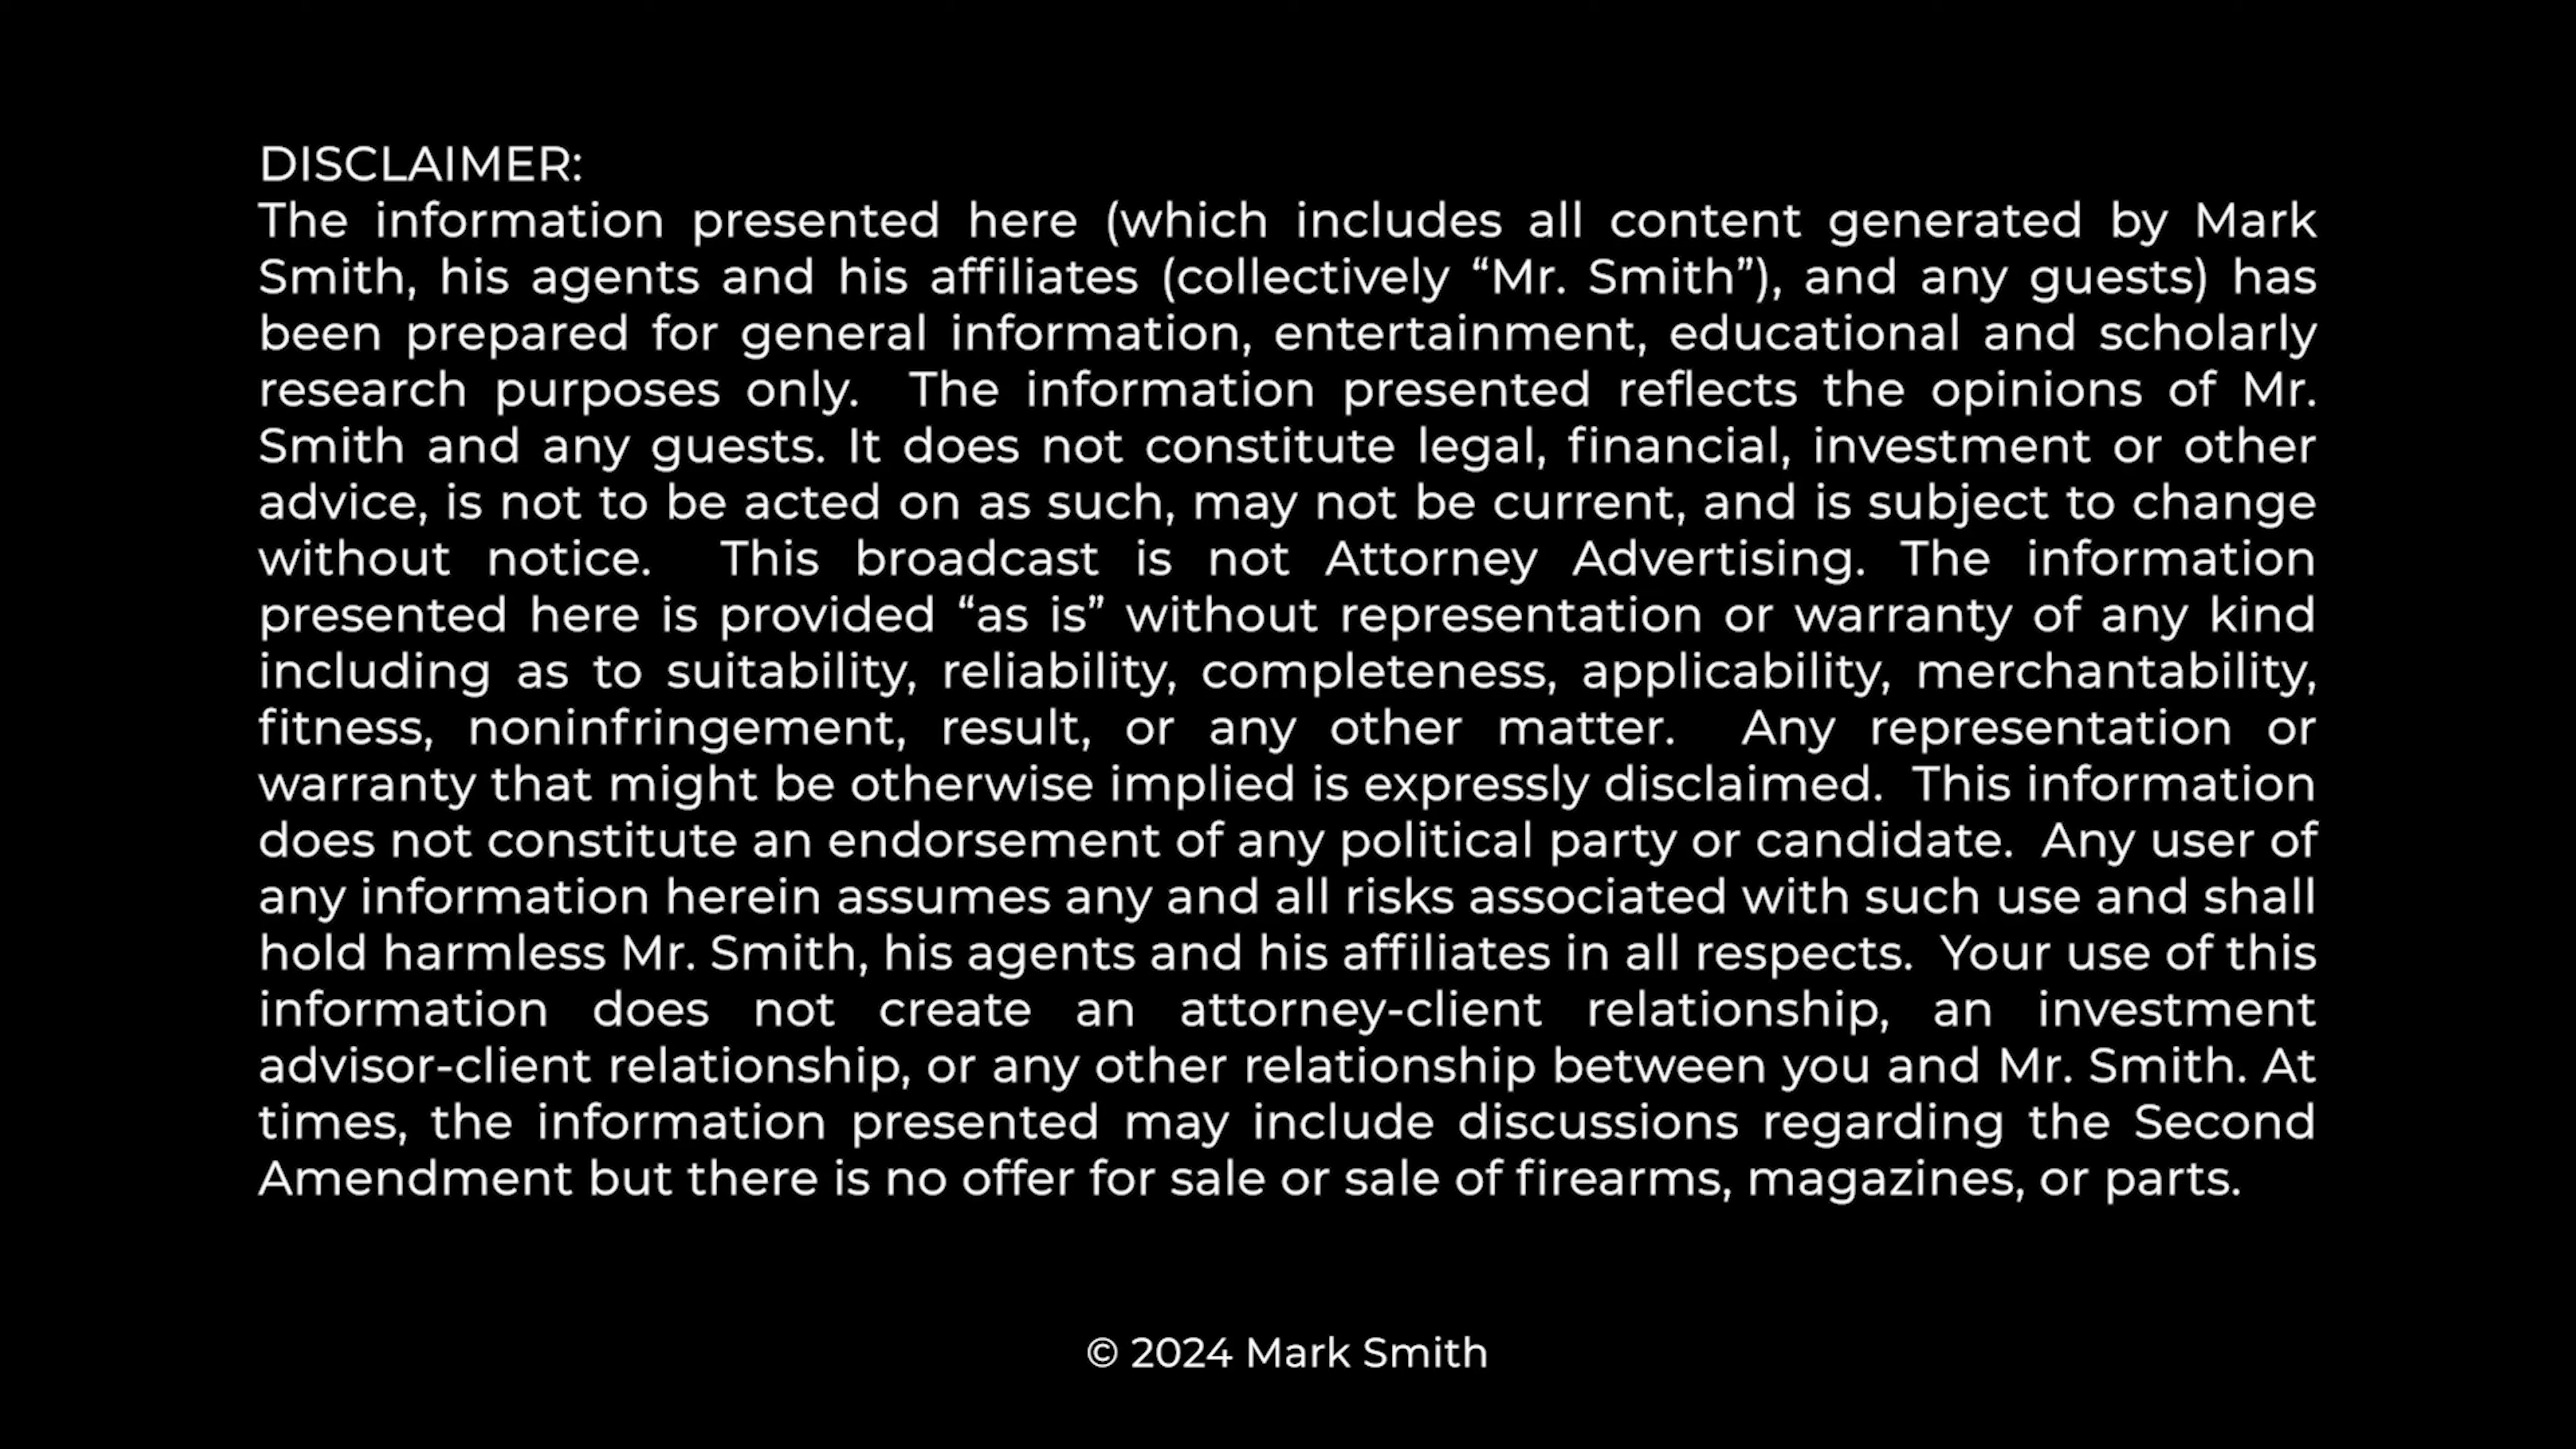 DISCLAIMER:
The information presented here (which includes all content generated by Mark
Smith, his agents and his affiliates (collectively “Mr. Smith”), and any guests) has
been prepared for general information, entertainment, educational and scholarly
research purposes only.  The information presented reflects the opinions of Mr.
Smith and any guests. It does not constitute legal, financial, investment or other
advice, is not to be acted on as such, may not be current, and is subject to change
without notice.  This broadcast is not Attorney Advertising. The information
presented here is provided “as is” without representation or warranty of any kind
including as to suitability, reliability, completeness, applicability, merchantability,
fitness, noninfringement, result, or any other matter.  Any representation or
warranty that might be otherwise implied is expressly disclaimed.  This information
does not constitute an endorsement of any political party or candidate.  Any user of
any information herein assumes any and all risks associated with such use and shall
hold harmless Mr. Smith, his agents and his affiliates in all respects.  Your use of this
information does not create an attorney-client relationship, an investment
advisor-client relationship, or any other relationship between you and Mr. Smith. At
times, the information presented may include discussions regarding the Second
Amendment but there is no offer for sale or sale of firearms, magazines, or parts.
© 2024 Mark Smith